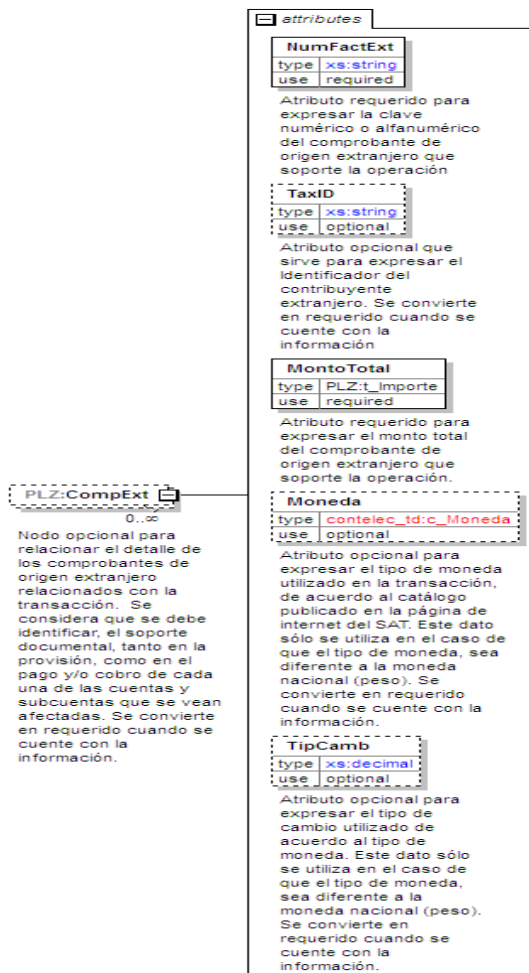 attributes
NumFactExt
type xs:string
use required
Atributo requerido para
expresar la clave
numérico o alfanumérico
del comprobante de
origen extranjero que
soporte la operación
TaxID
type xs:string
use optional
Atributo opcional que
sirve para expresar el
Identificador del
contribuyente
extranjero. Se convierte
en requerido cuando se
cuente con la
información
MontoTotal
type PLZ:t_Importe
use required
Atributo requerido para
expresar el monto total
del comprobante de
origen extranjero que
soporte la operación.
PLZ:CompExt
0..∞
Nodo opcional para
relacionar el detalle de
los comprobantes de
origen extranjero
relacionados con la
transacción. Se
considera que se debe
identificar, el soporte
documental, tanto en la
provisión, como en el
pago y/o cobro de cada
una de las cuentas y
subcuentas que se vean
afectadas. Se convierte
en requerido cuando se
cuente con la
información.
Moneda
type contelec_td:c_Moneda
use optional
Atributo opcional para
expresar el tipo de moneda
utilizado en la transacción,
de acuerdo al catálogo
publicado en la página de
internet del SAT. Este dato
sólo se utiliza en el caso de
que el tipo de moneda, sea
diferente a la moneda
nacional (peso). Se
convierte en requerido
cuando se cuente con la
información.
TipCamb
type xs:decimal
use optional
Atributo opcional para
expresar el tipo de
cambio utilizado de
acuerdo al tipo de
moneda. Este dato sólo
se utiliza en el caso de
que el tipo de moneda,
sea diferente a la
moneda nacional (peso).
Se convierte en
requerido cuando se
cuente con la
información.